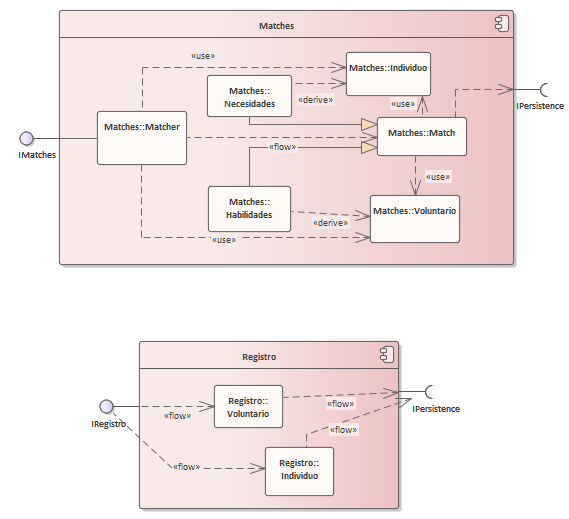 Matches
«use»
Matches::Individuo
Matches::
Necesidades
«derive»
«use»
IPersistence
Matches::Matcher
Matches::Match
IMatches
«flow»
«use»
Matches::
Habilidades
Matches::Voluntario
«derive»
«use»
Registro
Registro::
Voluntario
«flow»
«flow»
IPersistence
IRegistro
«flow»
Registro::
Individuo
«flow»